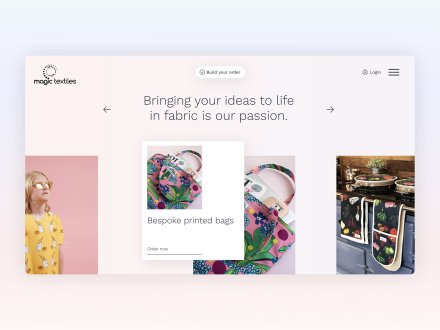 magic textiles
Build your order
Login
Bringing your ideas to life
in fabric is our passion.
Bespoke printed bags
Order now